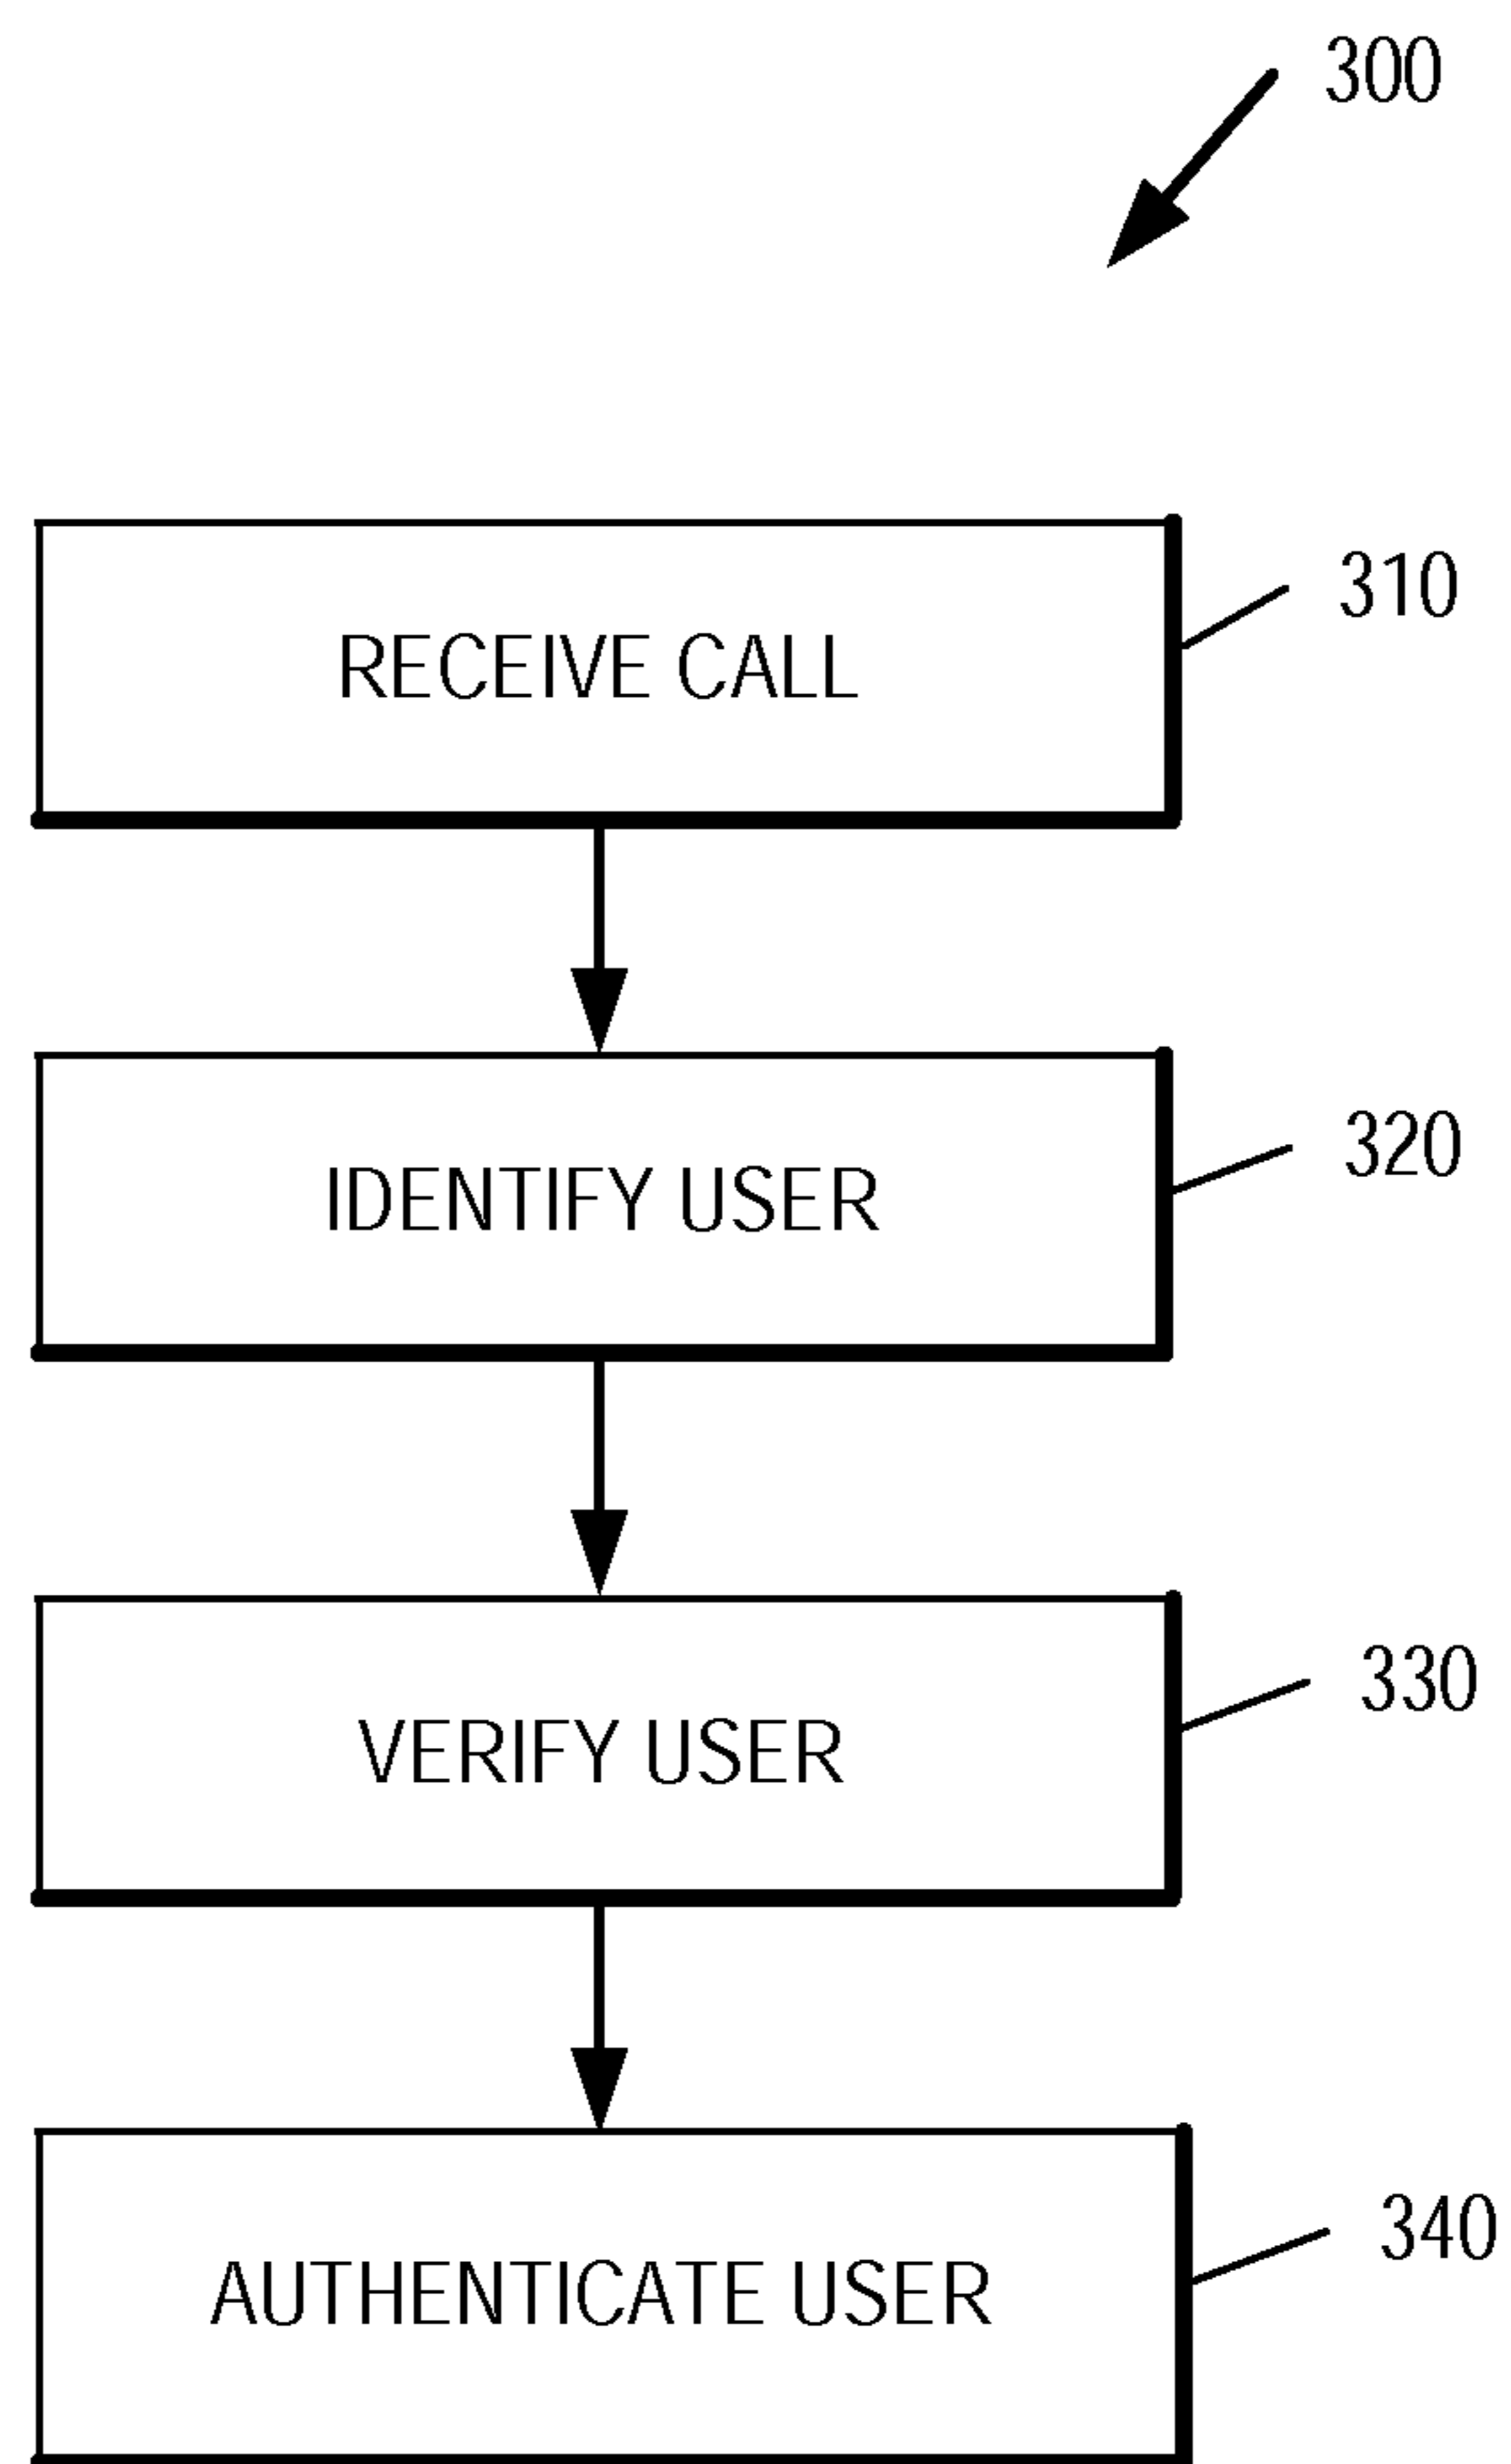 300
RECEIVE CALL
310
IDENTIFY USER
320
VERIFY USER
330
AUTHENTICATE USER
340